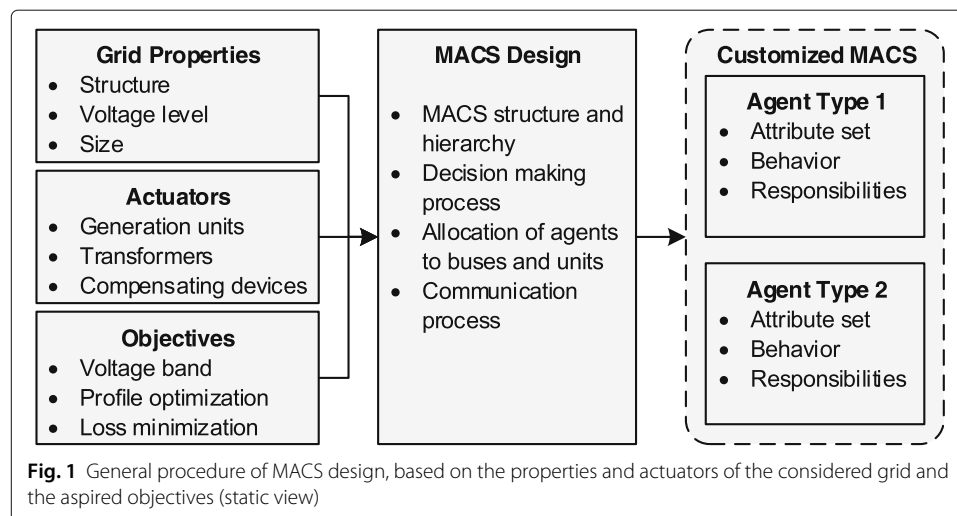 Grid Properties
• Structure
• Voltage level
• Size
Actuators
• Generation units
• Transformers
• Compensating devices
Objectives
• Voltage band
• Profile optimization
• Loss minimization
MACS Design
• MACS structure and
hierarchy
• Decision making
process
• Allocation of agents
to buses and units
• Communication
process
Customized MACS
Agent Type 1
• Attribute set
• Behavior
• Responsibilities
Agent Type 2
• Attribute set
• Behavior
• Responsibilities
Fig. 1 General procedure of MACS design, based on the properties and actuators of the considered grid and
the aspired objectives (static view)